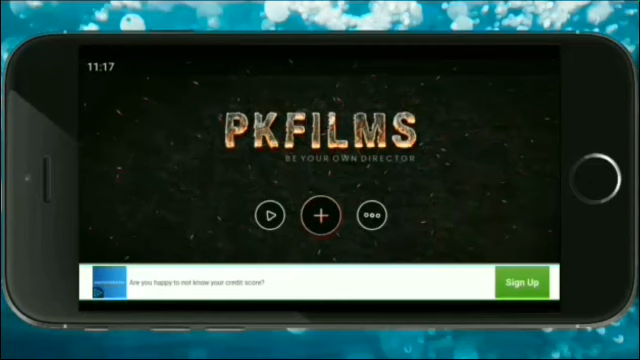 11:17
PKFILMS
BE YOUR OWN DIRECTOR
Are you happy to not know your credit score?
Sign Up